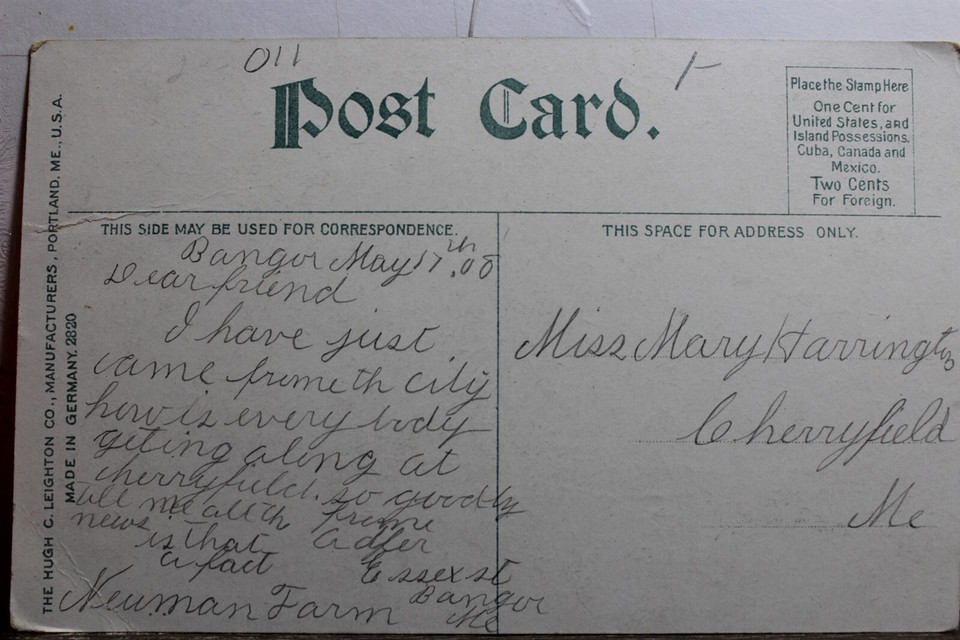 011
1-
Post Card.
Place the Stamp Here
One Cent for
United States, and
Island Possessions.
Cuba, Canada and
Mexico.
Two Cents
For Foreign.
THE HUGH C. LEIGHTON CO., MANUFACTURERS, PORTLAND, ME., U.S.A.
MADE IN GERMANY. 2820
THIS SIDE MAY BE USED FOR CORRESPONDENCE.
Bangor May 17th .08
Dear friend
I have just
came frome th city
how is every body
geting along at
cherryfield. so goodby
tell me all th
news
is that
a fact
frome
Essex st
Bangor
Me
Neuman Farm
THIS SPACE FOR ADDRESS ONLY.
Miss Mary Harrington
Cherryfield
Me